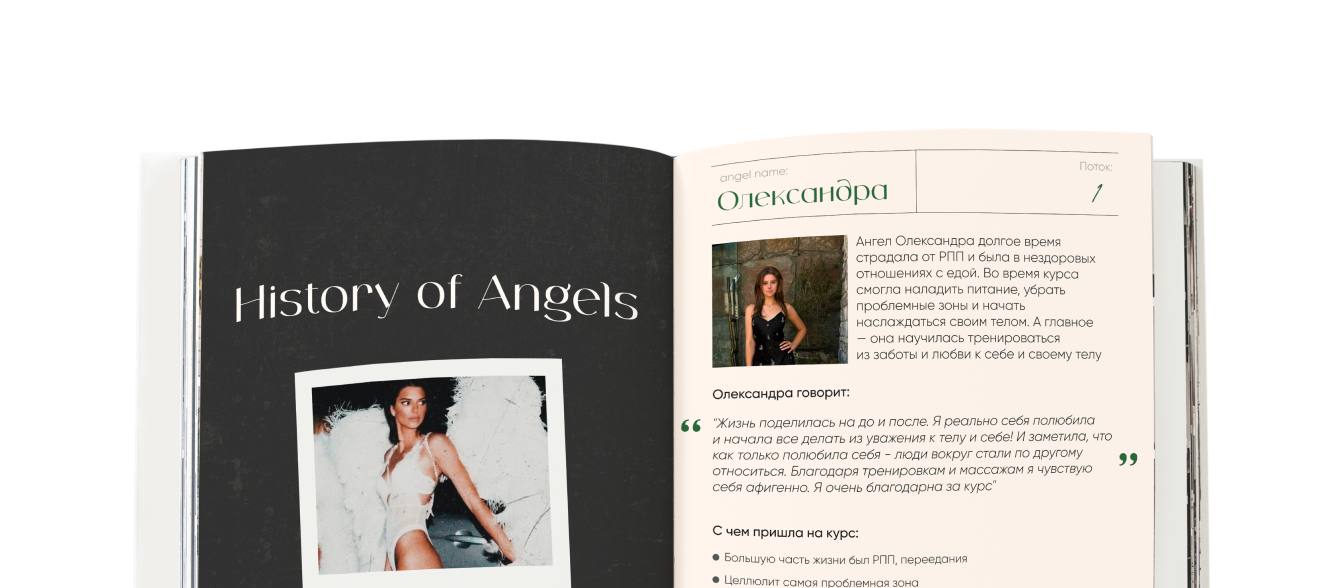 History of Angels
angel name:
Олександра
Поток:
1
Ангел Олександра долгое время
страдала от РПП и была в нездоровых
отношениях с едой. Во время курса
смогла наладить питание, убрать
проблемные зоны и начать
наслаждаться своим телом. А главное
— она научилась тренироваться
из заботы и любви к себе и своему телу
Олександра говорит:
“
"Жизнь поделилась на до и после. Я реально себя полюбила
и начала все делать из уважения к телу и себе! И заметила, что
как только полюбила себя - люди вокруг стали по другому
относиться. Благодаря тренировкам и массажам я чувствую
себя афигенно. Я очень благодарна за курс"
”
С чем пришла на курс:
● Большую часть жизни был РПП, переедания
● Целлюлит самая проблемная зона